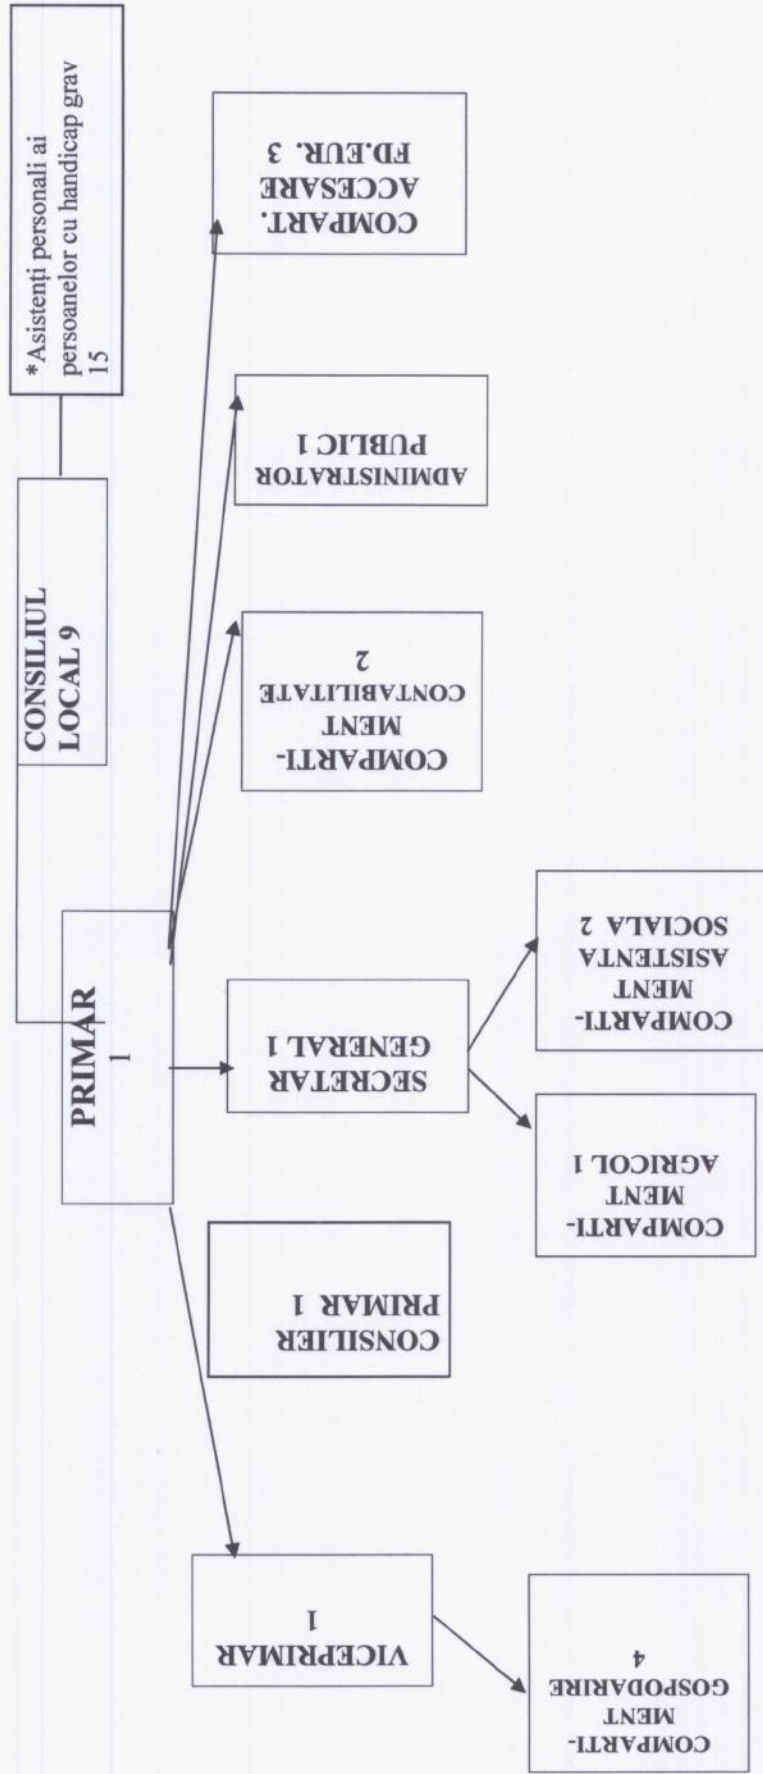 *Asistenți personali ai
persoanelor cu handicap grav
15
CONSILIUL
LOCAL 9
PRIMAR
1
VICEPRIMAR
1
CONSILIER
PRIMAR 1
SECRETAR
GENERAL 1
COMPARTI-
MENT
CONTABILITATE
2
ADMINISTRATOR
PUBLIC 1
COMPART.
ACCESARE
FD.EUR. 3
COMPARTI-
MENT
GOSPODARIRE
4
COMPARTI-
MENT
AGRICOL 1
COMPARTI-
MENT
ASISTENTA
SOCIALA 2